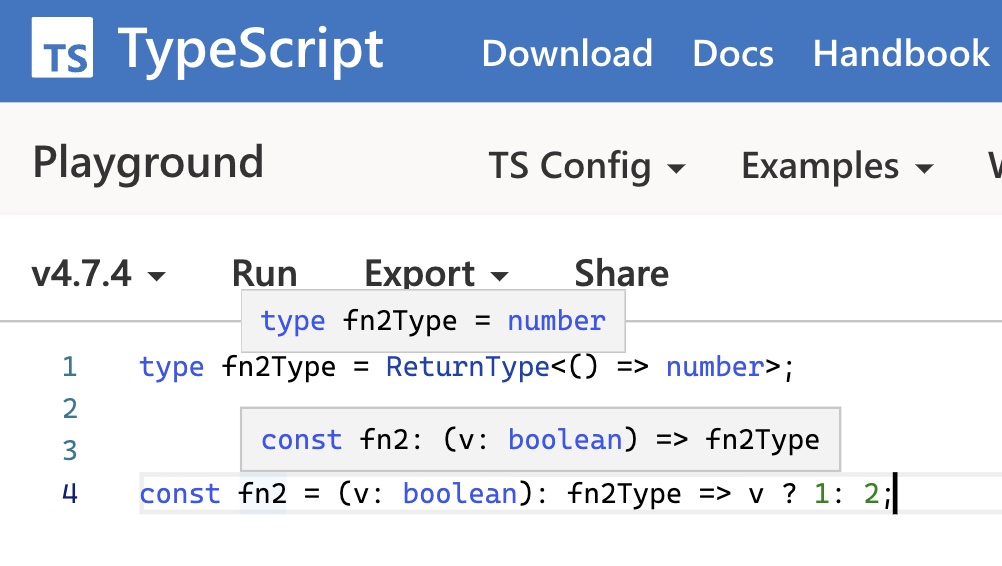 TS TypeScript Download Docs Handbook
Playground TS Config Examples
v4.7.4 Run Export Share
type fn2Type = number
1 type fn2Type = ReturnType<() => number>;
2
const fn2: (v: boolean) => fn2Type
3
4 const fn2 = (v: boolean): fn2Type => v ? 1: 2;